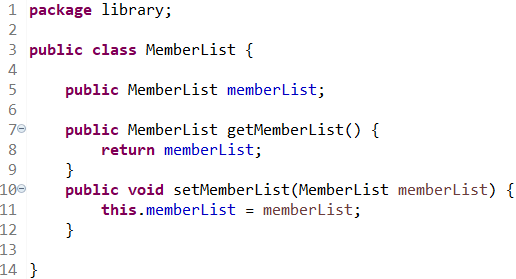 1 package library;
2
3 public class MemberList {
4
5     public MemberList memberList;
6
7     public MemberList getMemberList() {
8         return memberList;
9     }
10     public void setMemberList(MemberList memberList) {
11         this.memberList = memberList;
12     }
13
14 }